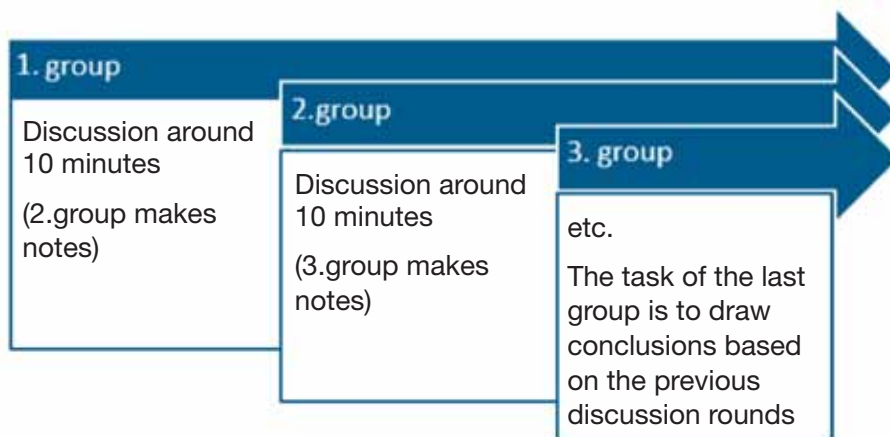 1. group
Discussion around
10 minutes
(2.group makes
notes)
2.group
Discussion around
10 minutes
(3.group makes
notes)
3. group
etc.
The task of the last
group is to draw
conclusions based
on the previous
discussion rounds